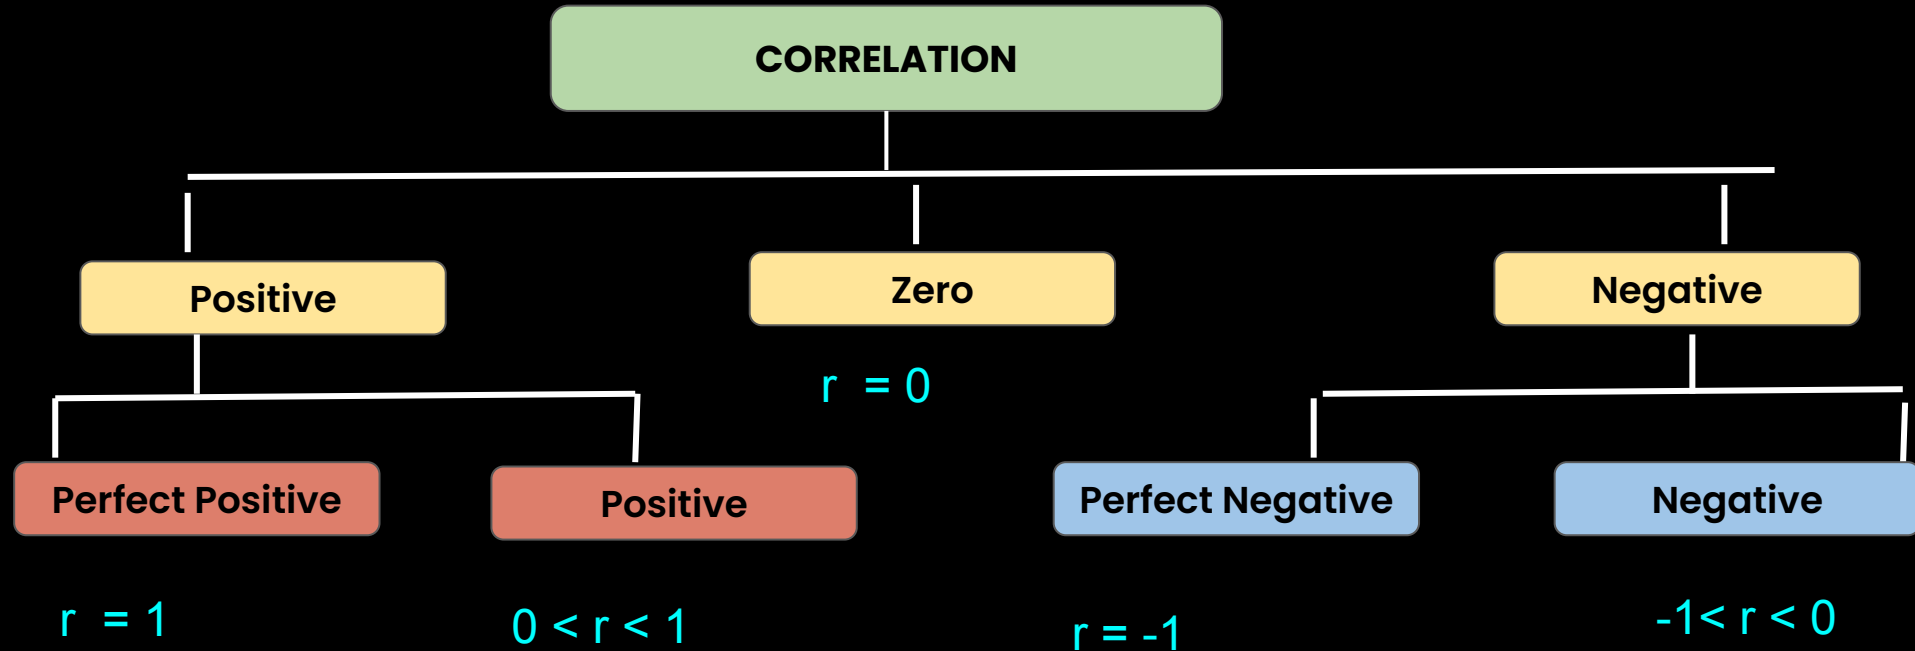 CORRELATION
Positive
Zero
Negative
r  = 0
Perfect Positive
Positive
Perfect Negative
Negative
r  = 1
0 < r < 1
r = -1
-1< r < 0